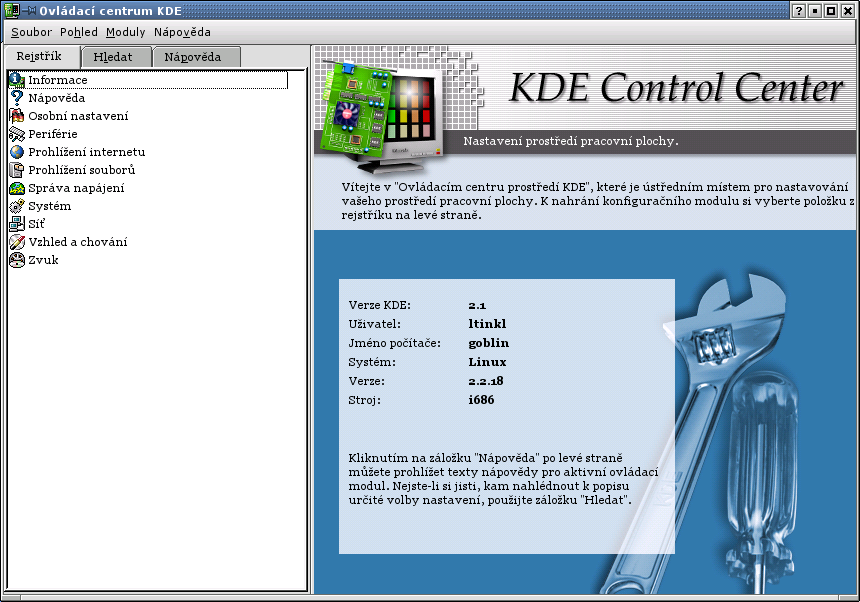 Ovládací centrum KDE
Soubor Pohled Moduly Nápověda
Rejstřík Hledat Nápověda
Informace
Nápověda
Osobní nastavení
Periférie
Prohlížení internetu
Prohlížení souborů
Správa napájení
Systém
Síť
Vzhled a chování
Zvuk
KDE Control Center
Nastavení prostředí pracovní plochy.
Vítejte v "Ovládacím centru prostředí KDE", které je ústředním místem pro nastavování
vašeho prostředí pracovní plochy. K nahrání konfiguračního modulu si vyberte položku z
rejstříku na levé straně.
Verze KDE: 2.1
Uživatel: ltinkl
Jméno počítače: goblin
Systém: Linux
Verze: 2.2.18
Stroj: i686
Kliknutím na záložku "Nápověda" po levé straně
můžete prohlížet texty nápovědy pro aktivní ovládací
modul. Nejste-li si jisti, kam nahlédnout k popisu
určité volby nastavení, použijte záložku "Hledat".